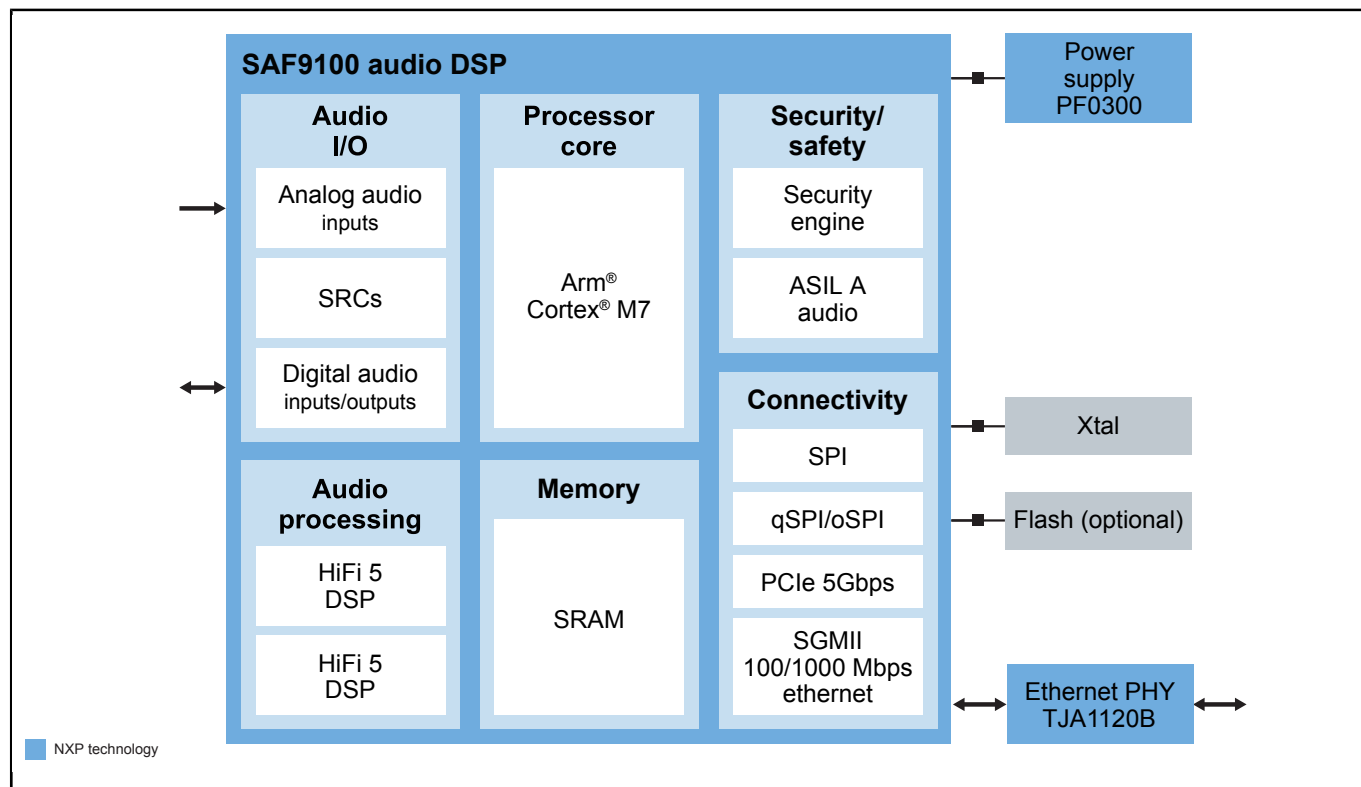 SAF9100 audio DSP
Audio
I/O
Analog audio
inputs
SRCs
Digital audio
inputs/outputs
Processor
core
Arm®
Cortex® M7
Security/
safety
Security
engine
ASIL A
audio
Audio
processing
HiFi 5
DSP
HiFi 5
DSP
Memory
SRAM
Connectivity
SPI
qSPI/oSPI
PCIe 5Gbps
SGMII
100/1000 Mbps
ethernet
Power
supply
PF0300
Xtal
Flash (optional)
Ethernet PHY
TJA1120B
NXP technology